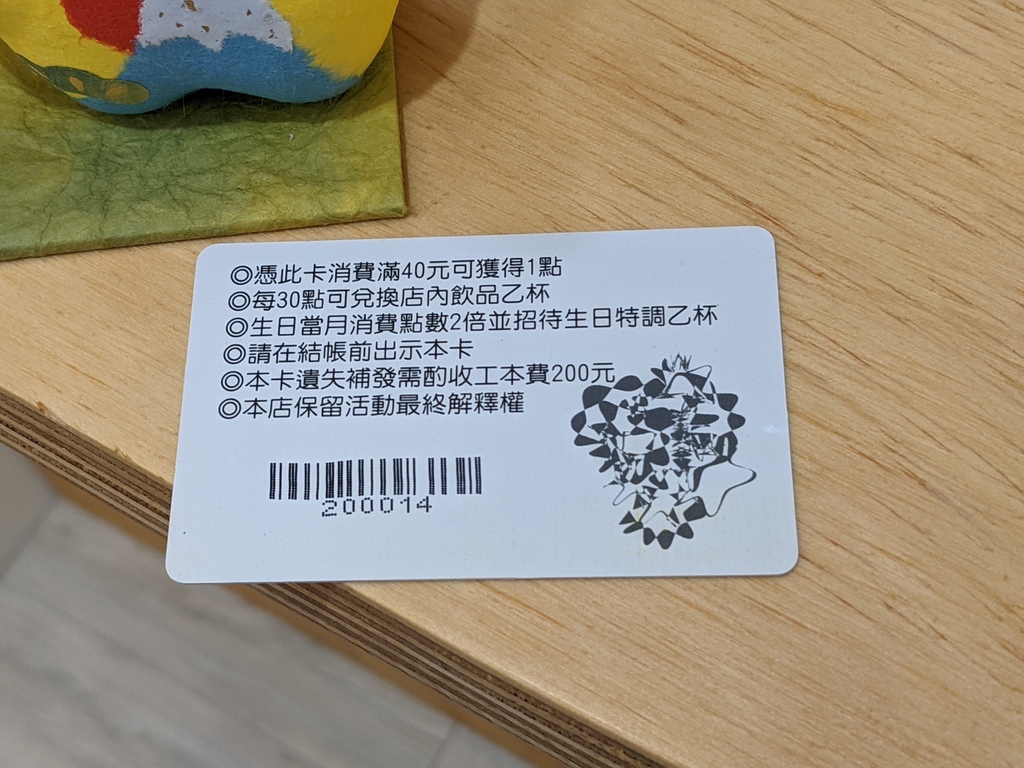 ◎憑此卡消費滿40元可獲得1點
◎每30點可兌換店內飲品乙杯
◎生日當月消費點數2倍並招待生日特調乙杯
◎請在結帳前出示本卡
◎本卡遺失補發需酌收工本費200元
◎本店保留活動最終解釋權
200014